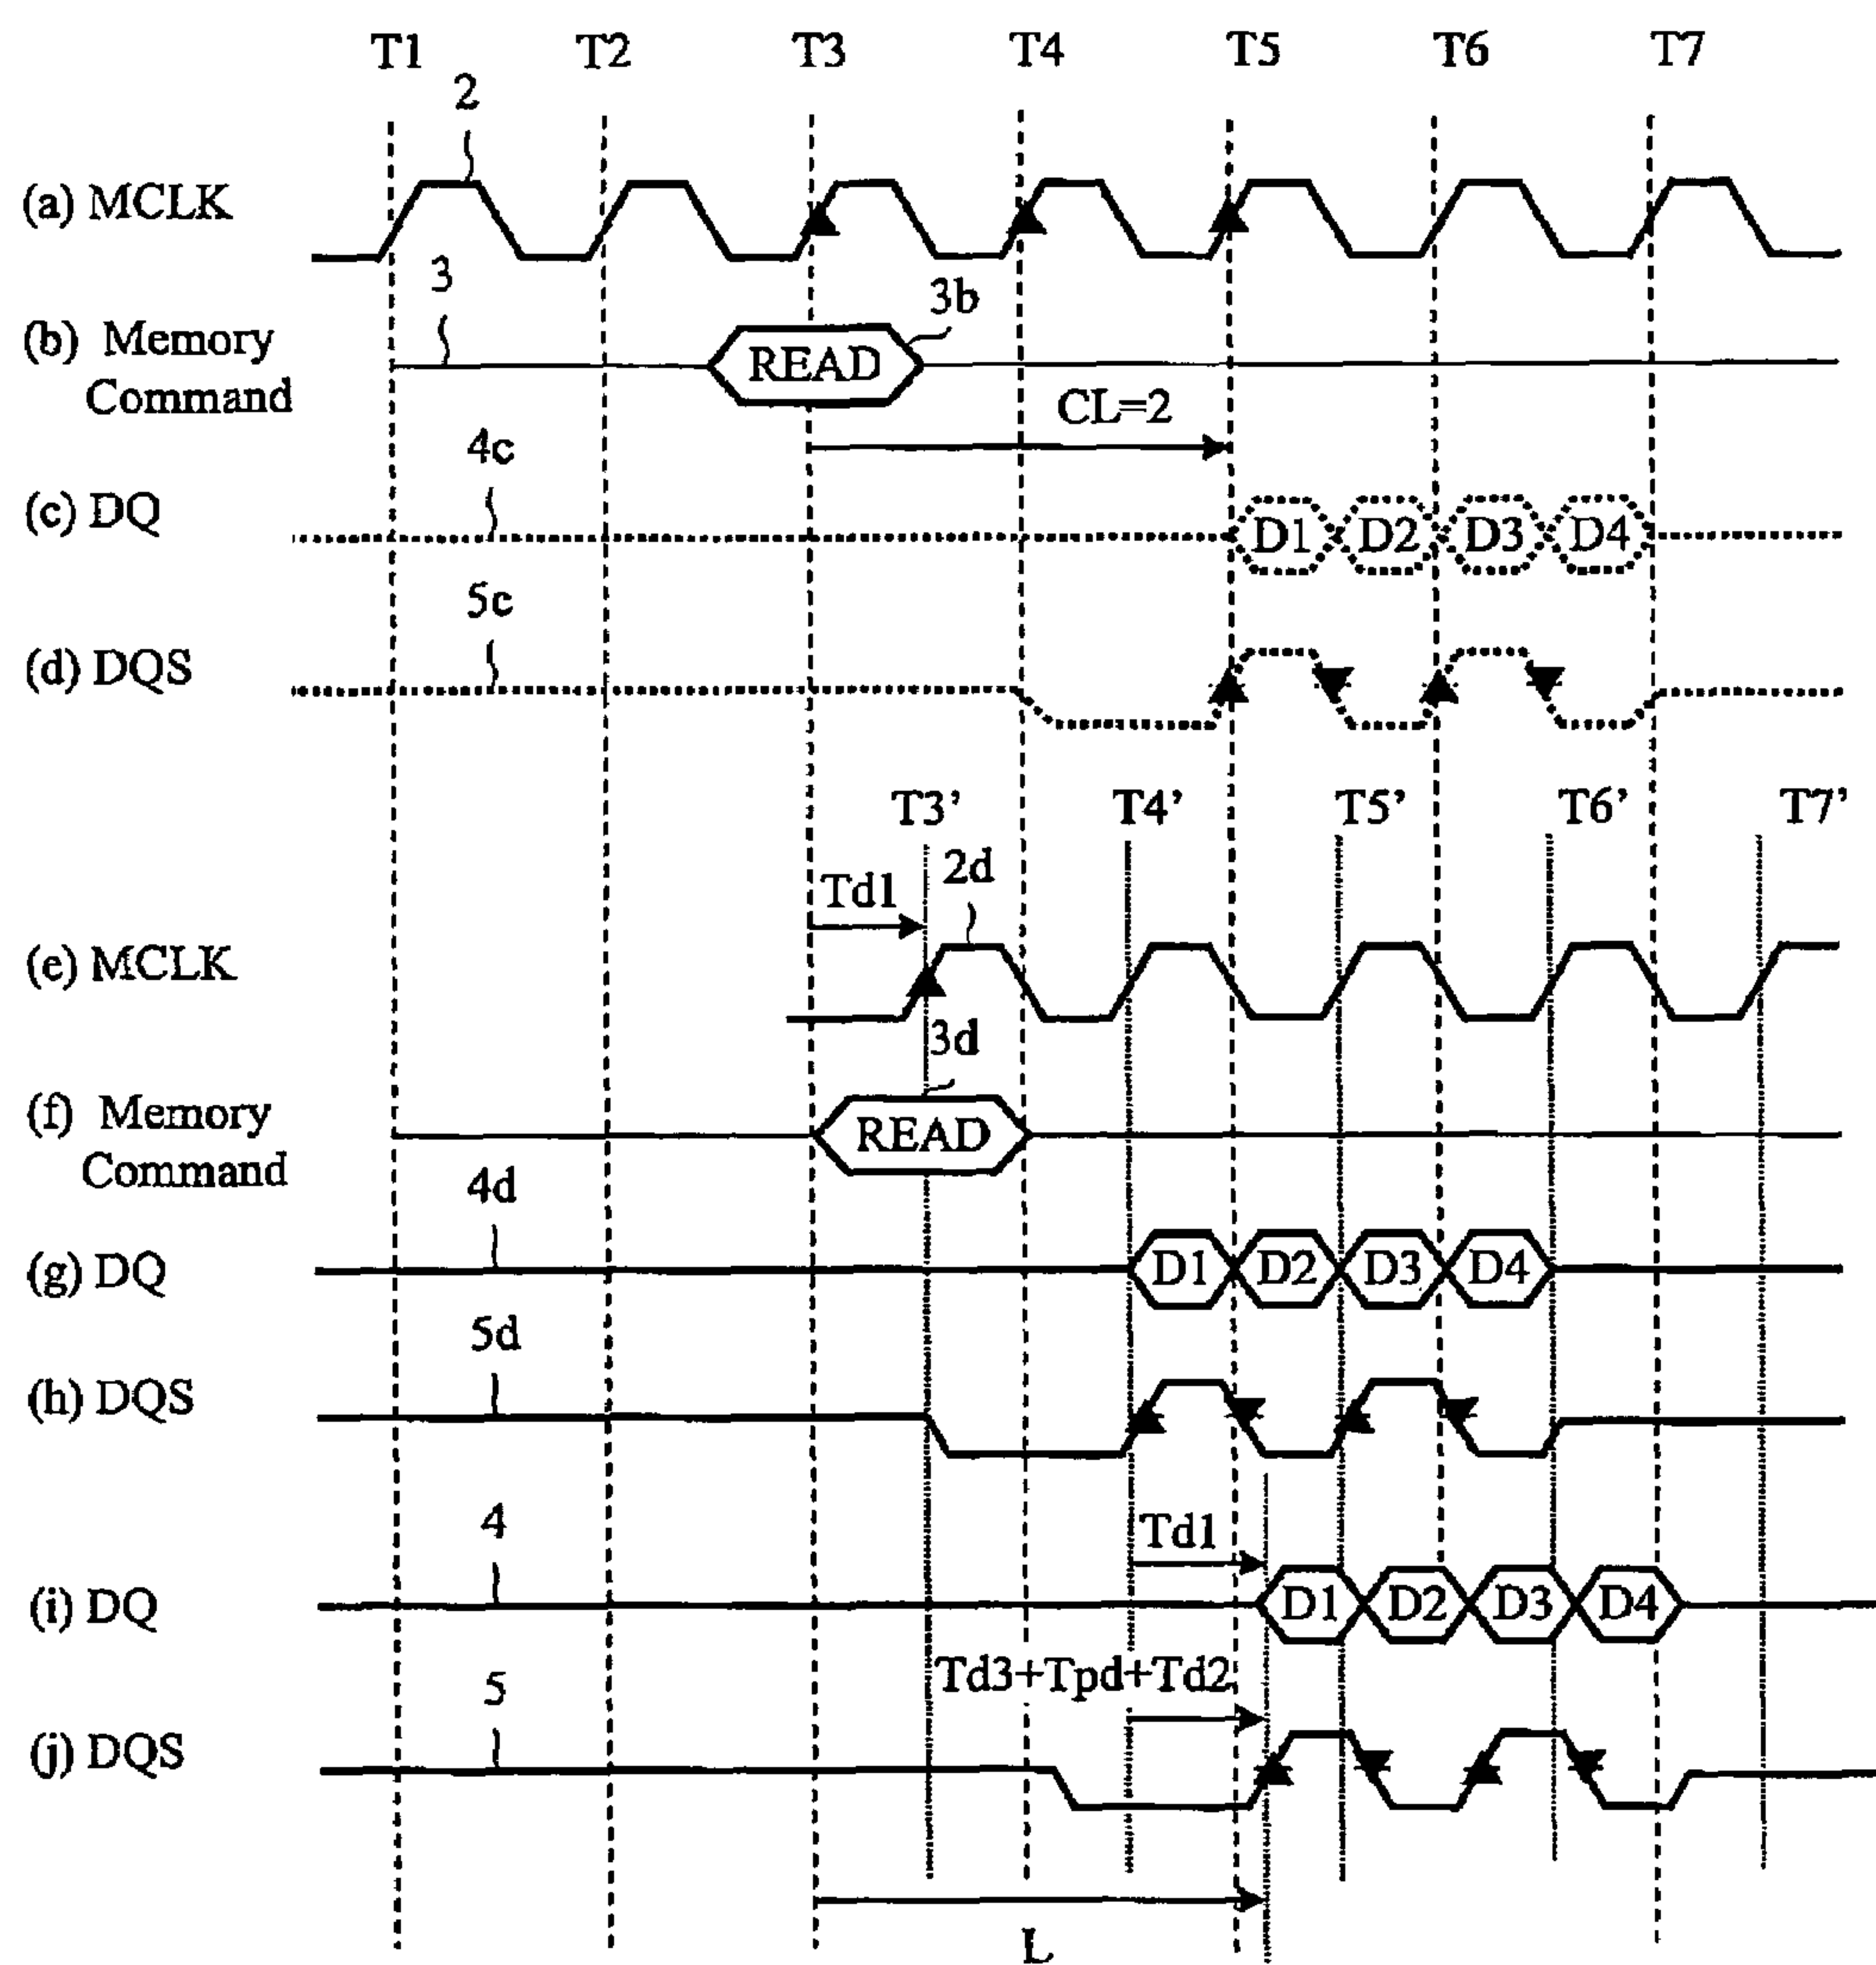 T1 T2 T3 T4 T5 T6 T7
2
(a) MCLK
3
3b
(b) Memory
Command
READ
CL=2
4c
(c) DQ
D1 D2 D3 D4
5c
(d) DQS
T3' T4' T5' T6' T7'
Td1
2d
(e) MCLK
3d
(f) Memory
Command
READ
4d
(g) DQ
D1 D2 D3 D4
5d
(h) DQS
4
Td1
(i) DQ
D1 D2 D3 D4
5
Td3+Tpd+Td2
(j) DQS
L